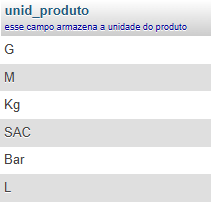 unid_produto
esse campo armazena a unidade do produto
G
M
Kg
SAC
Bar
L